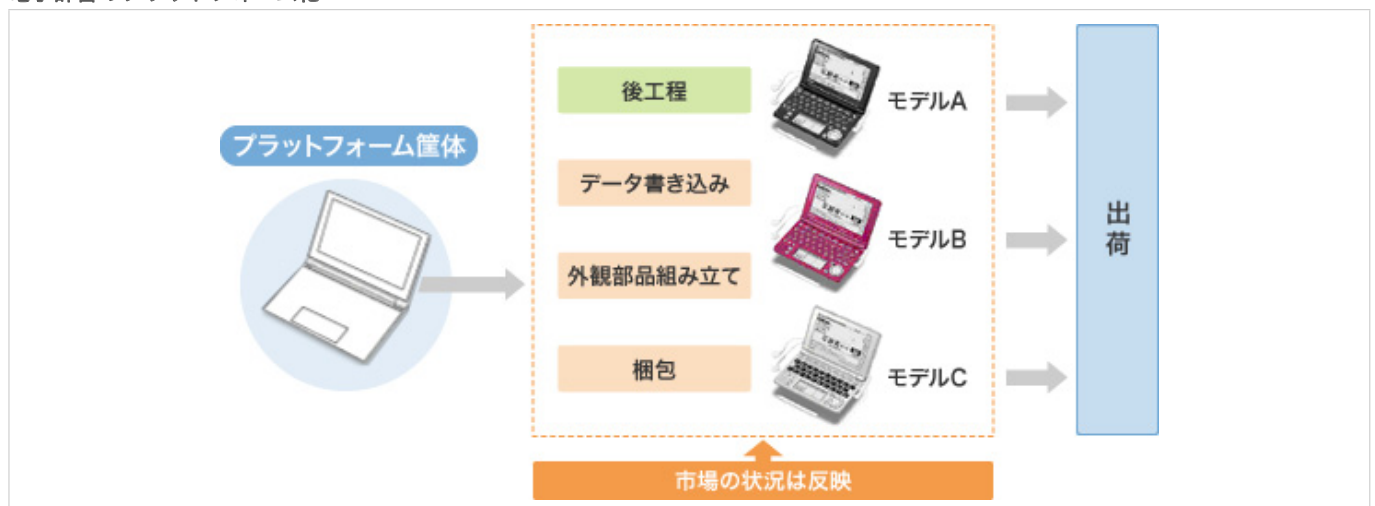 プラットフォーム筐体
後工程
データ書き込み
外観部品組み立て
梱包
モデルA
モデルB
モデルC
出荷
市場の状況は反映